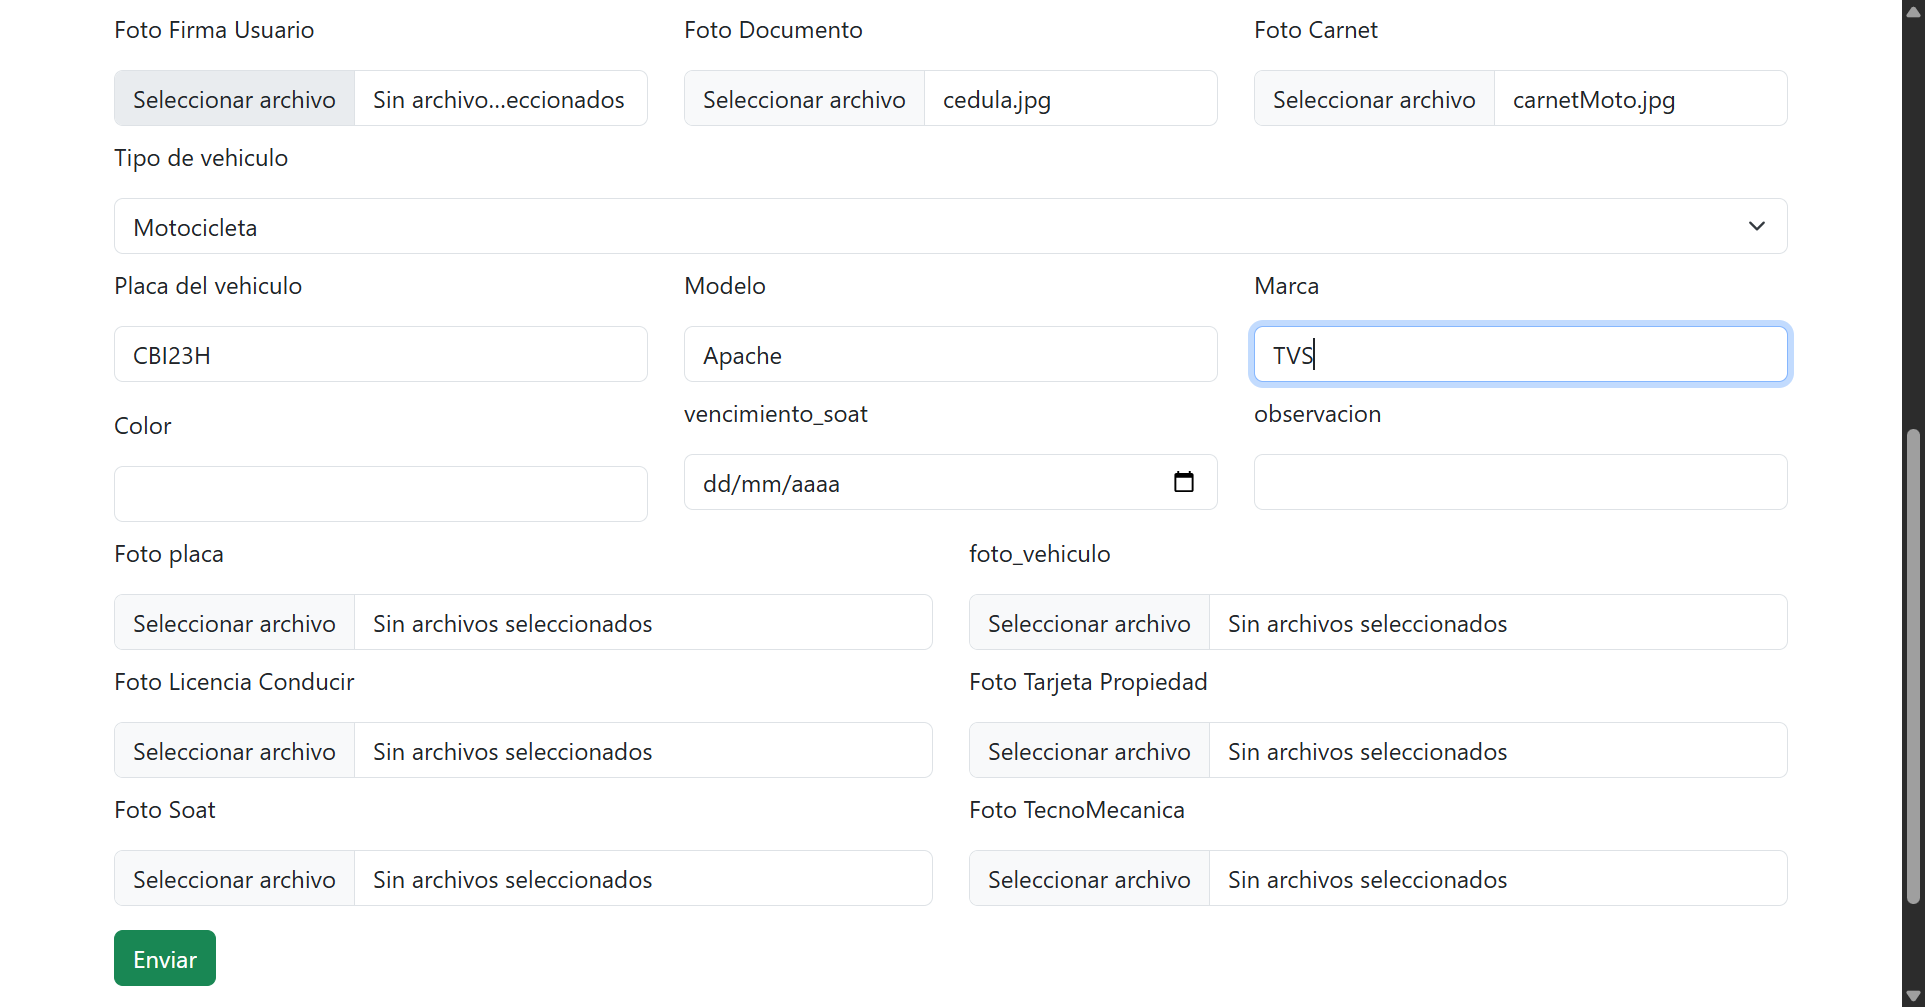 Foto Firma Usuario Foto Documento Foto Carnet
Seleccionar archivo Sin archivo...eccionados Seleccionar archivo cedula.jpg Seleccionar archivo carnetMoto.jpg
Tipo de vehiculo
Motocicleta
Placa del vehiculo Modelo Marca
CBI23H Apache TVS
Color vencimiento_soat observacion
dd/mm/aaaa
Foto placa foto_vehiculo
Seleccionar archivo Sin archivos seleccionados Seleccionar archivo Sin archivos seleccionados
Foto Licencia Conducir Foto Tarjeta Propiedad
Seleccionar archivo Sin archivos seleccionados Seleccionar archivo Sin archivos seleccionados
Foto Soat Foto TecnoMecanica
Seleccionar archivo Sin archivos seleccionados Seleccionar archivo Sin archivos seleccionados
Enviar